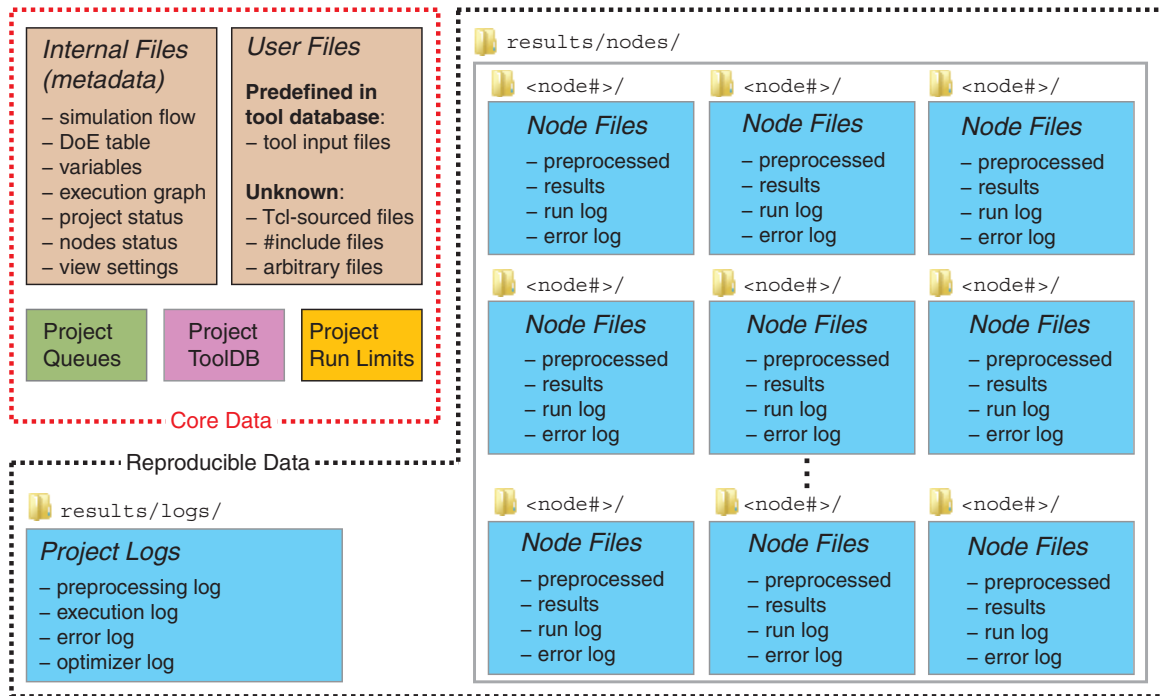 Internal Files
(metadata)
– simulation flow
– DoE table
– variables
– execution graph
– project status
– nodes status
– view settings
User Files
Predefined in
tool database:
– tool input files
Unknown:
– Tcl-sourced files
– #include files
– arbitrary files
Project
Queues
Project
ToolDB
Project
Run Limits
Core Data
Reproducible Data
results/logs/
Project Logs
– preprocessing log
– execution log
– error log
– optimizer log
results/nodes/
<node#>/
Node Files
– preprocessed
– results
– run log
– error log
<node#>/
Node Files
– preprocessed
– results
– run log
– error log
<node#>/
Node Files
– preprocessed
– results
– run log
– error log
<node#>/
Node Files
– preprocessed
– results
– run log
– error log
<node#>/
Node Files
– preprocessed
– results
– run log
– error log
<node#>/
Node Files
– preprocessed
– results
– run log
– error log
<node#>/
Node Files
– preprocessed
– results
– run log
– error log
<node#>/
Node Files
– preprocessed
– results
– run log
– error log
<node#>/
Node Files
– preprocessed
– results
– run log
– error log